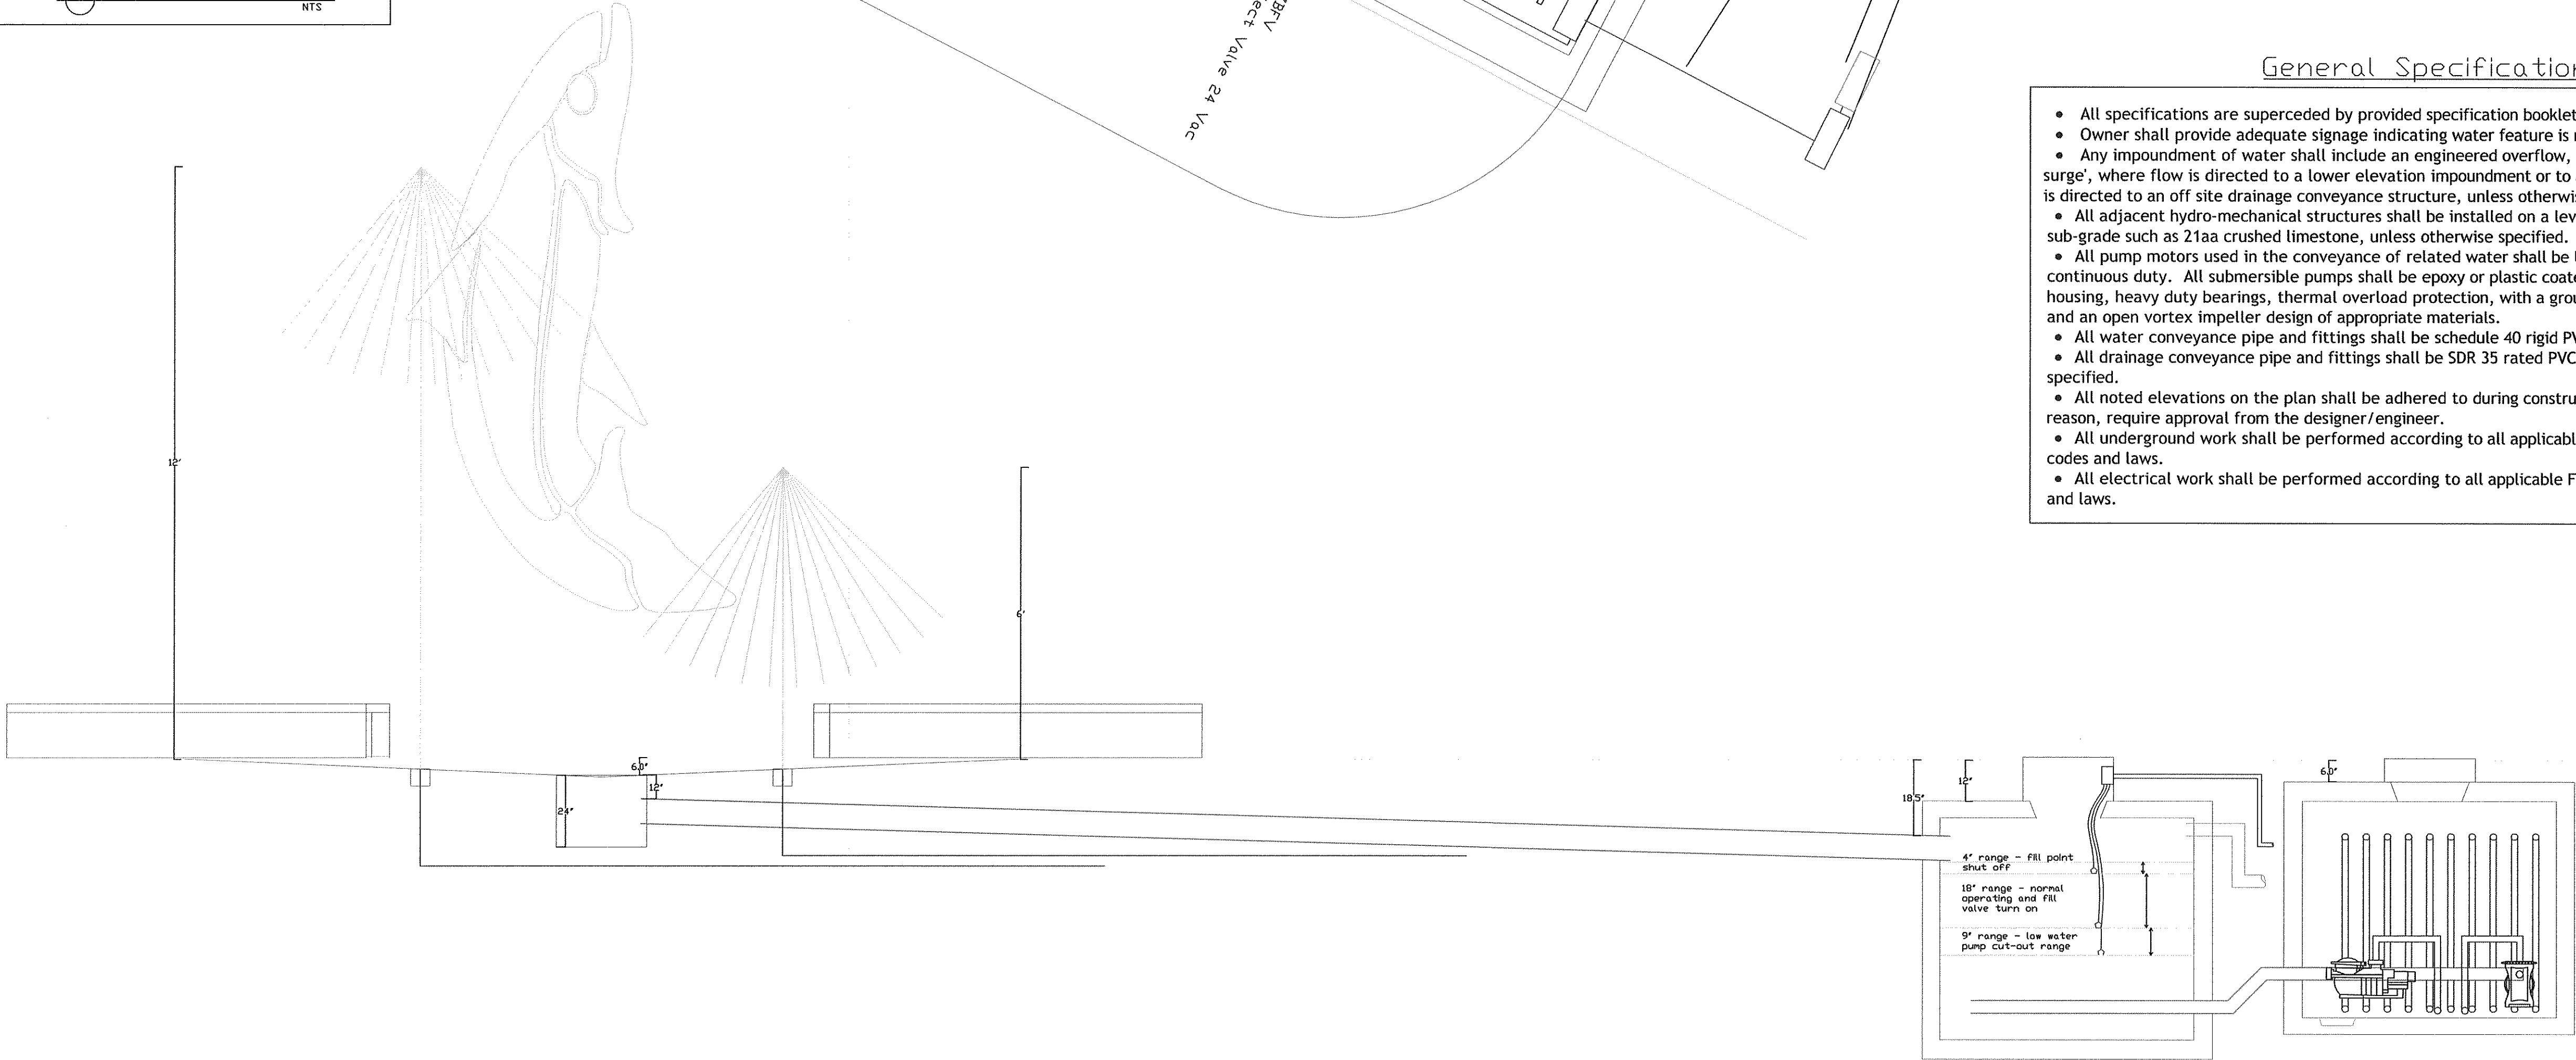 NTS
BFV
ect Valve 24 Vac
General Specification
• All specifications are superceded by provided specification booklet
• Owner shall provide adequate signage indicating water feature is
• Any impoundment of water shall include an engineered overflow,
surge', where flow is directed to a lower elevation impoundment or to
is directed to an off site drainage conveyance structure, unless otherwi
• All adjacent hydro-mechanical structures shall be installed on a lev
sub-grade such as 21aa crushed limestone, unless otherwise specified.
• All pump motors used in the conveyance of related water shall be
continuous duty. All submersible pumps shall be epoxy or plastic coate
housing, heavy duty bearings, thermal overload protection, with a grou
and an open vortex impeller design of appropriate materials.
• All water conveyance pipe and fittings shall be schedule 40 rigid PV
• All drainage conveyance pipe and fittings shall be SDR 35 rated PVC
specified.
• All noted elevations on the plan shall be adhered to during constru
reason, require approval from the designer/engineer.
• All underground work shall be performed according to all applicabl
codes and laws.
• All electrical work shall be performed according to all applicable F
and laws.
12'
6'
6.0"
12"
24"
18.5"
12"
6.0"
4" range - fill point
shut off
18" range - normal
operating and fill
valve turn on
9" range - low water
pump cut-out range